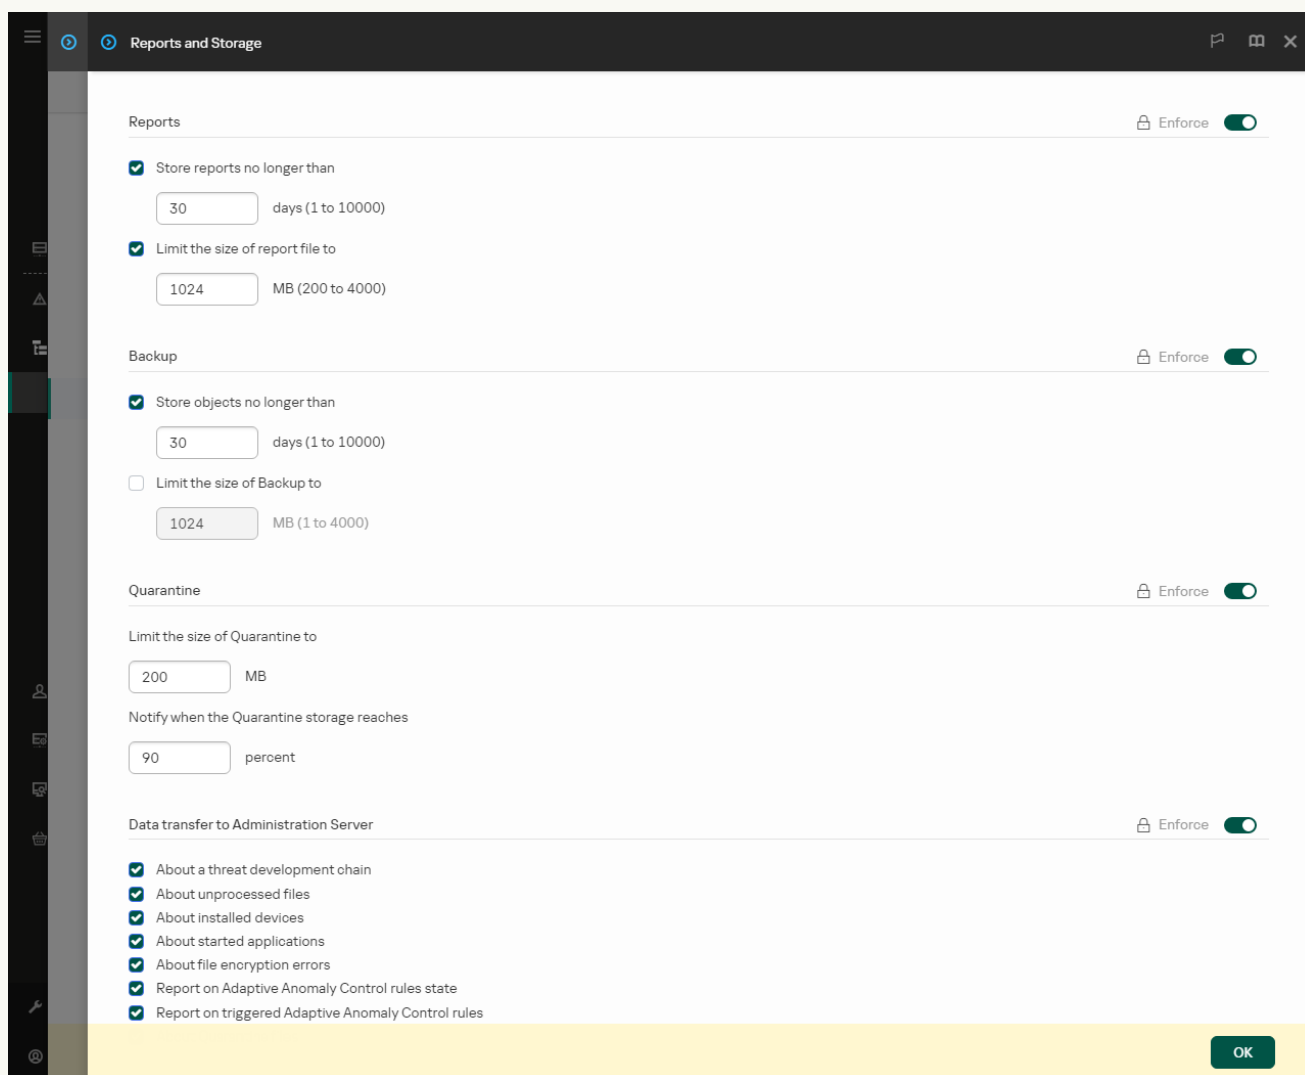 Reports and Storage
Reports
Enforce
Store reports no longer than
30 days (1 to 10000)
Limit the size of report file to
1024 MB (200 to 4000)
Backup
Enforce
Store objects no longer than
30 days (1 to 10000)
Limit the size of Backup to
1024 MB (1 to 4000)
Quarantine
Enforce
Limit the size of Quarantine to
200 MB
Notify when the Quarantine storage reaches
90 percent
Data transfer to Administration Server
Enforce
About a threat development chain
About unprocessed files
About installed devices
About started applications
About file encryption errors
Report on Adaptive Anomaly Control rules state
Report on triggered Adaptive Anomaly Control rules
OK